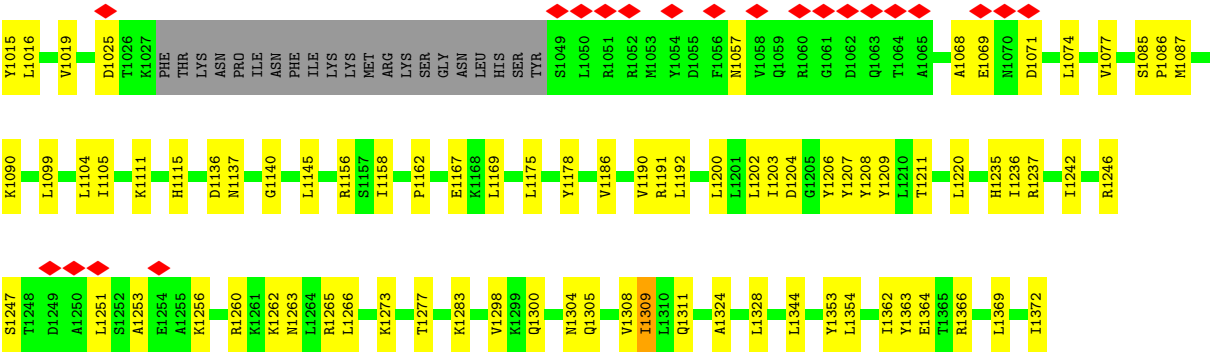 Y1015 L1016 V1019 D1025 T1026 K1027 PHE THR LYS ASN PRO ILE ASN PHE ILE LYS LYS MET ARG LYS SER GLY ASN LEU HIS SER TYR S1049 L1050 R1051 R1052 M1053 Y1054 D1055 F1056 N1057 V1058 Q1059 R1060 G1061 D1062 Q1063 T1064 A1065 A1068 E1069 N1070 D1071 L1074 V1077 S1085 P1086 M1087
K1090 L1099 L1104 I1105 K1111 H1115 D1136 N1137 G1140 L1145 R1156 S1157 I1158 P1162 E1167 K1168 L1169 L1175 Y1178 V1186 V1190 R1191 L1192 L1200 L1201 L1202 I1203 D1204 G1205 Y1206 Y1207 Y1208 Y1209 L1210 T1211 L1220 H1235 I1236 R1237 I1242 R1246
S1247 T1248 D1249 A1250 L1251 S1252 A1253 E1254 A1255 K1256 R1260 K1261 K1262 N1263 L1264 R1265 L1266 K1273 T1277 K1283 V1298 K1299 Q1300 N1304 Q1305 V1308 I1309 L1310 Q1311 A1324 L1328 L1344 Y1353 L1354 I1362 Y1363 E1364 T1365 R1366 L1369 I1372